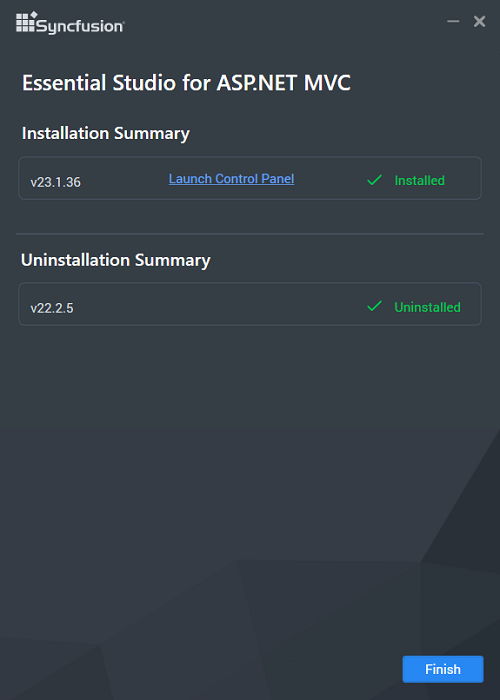 Syncfusion®
Essential Studio for ASP.NET MVC
Installation Summary
v23.1.36 Launch Control Panel Installed
Uninstallation Summary
v22.2.5 Uninstalled
Finish